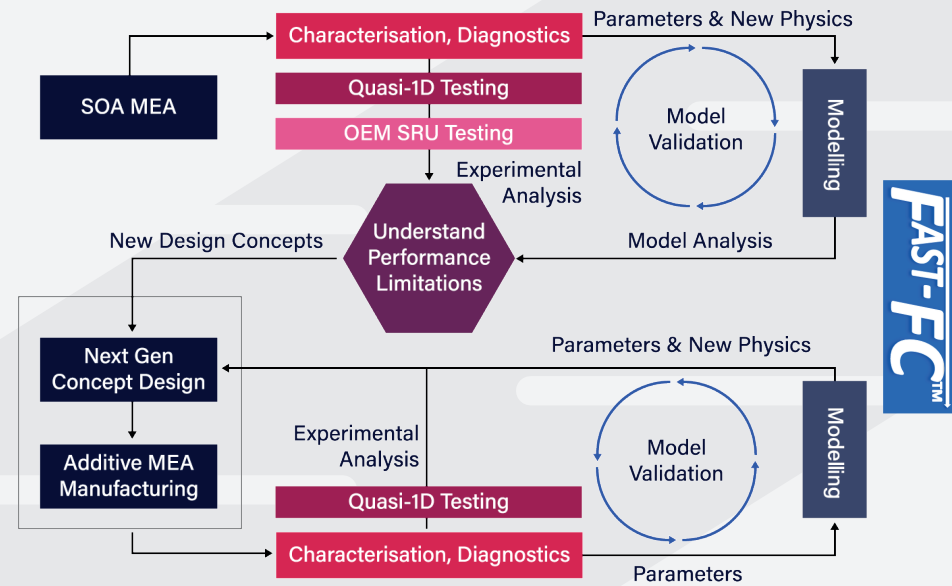 Characterisation, Diagnostics
Parameters & New Physics
SOA MEA
Quasi-1D Testing
OEM SRU Testing
Model
Validation
Modelling
Experimental
Analysis
Understand
Performance
Limitations
New Design Concepts
Model Analysis
FAST-FC™
Next Gen
Concept Design
Parameters & New Physics
Experimental
Analysis
Model
Validation
Modelling
Additive MEA
Manufacturing
Quasi-1D Testing
Characterisation, Diagnostics
Parameters